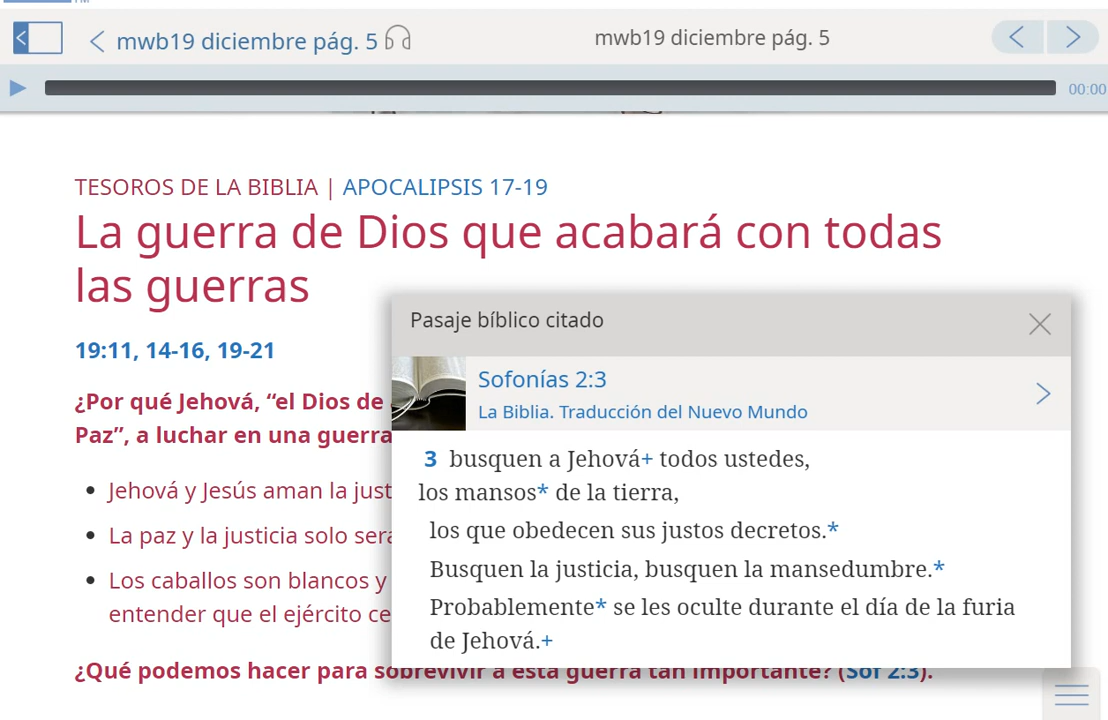 TM
mwb19 diciembre pág. 5
mwb19 diciembre pág. 5
00:00
TESOROS DE LA BIBLIA | APOCALIPSIS 17-19
La guerra de Dios que acabará con todas
las guerras
19:11, 14-16, 19-21
¿Por qué Jehová, “el Dios de
Paz”, a luchar en una guerra
Jehová y Jesús aman la just
La paz y la justicia solo será
Los caballos son blancos y
entender que el ejército ce
¿Qué podemos hacer para sobrevivir a esta guerra tan importante? (Sof 2:3).
Pasaje bíblico citado
Sofonías 2:3
La Biblia. Traducción del Nuevo Mundo
3 busquen a Jehová+ todos ustedes,
los mansos* de la tierra,
los que obedecen sus justos decretos.*
Busquen la justicia, busquen la mansedumbre.*
Probablemente* se les oculte durante el día de la furia
de Jehová.+